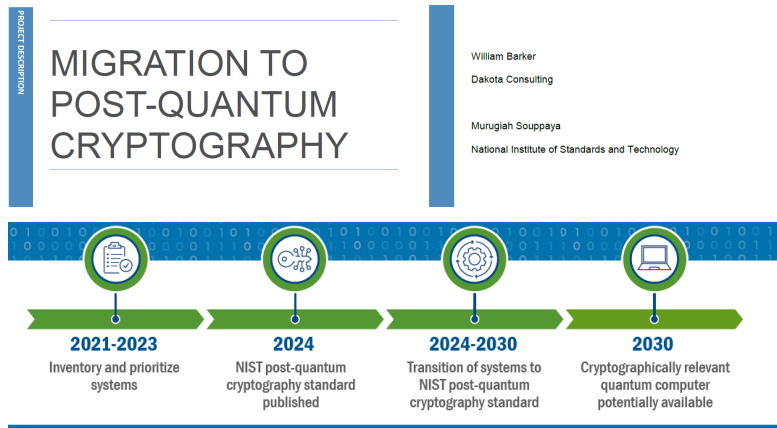 PROJECT DESCRIPTION
MIGRATION TO
POST-QUANTUM
CRYPTOGRAPHY
William Barker
Dakota Consulting
Murugiah Souppaya
National Institute of Standards and Technology
2021-2023
Inventory and prioritize
systems
2024
NIST post-quantum
cryptography standard
published
2024-2030
Transition of systems to
NIST post-quantum
cryptography standard
2030
Cryptographically relevant
quantum computer
potentially available